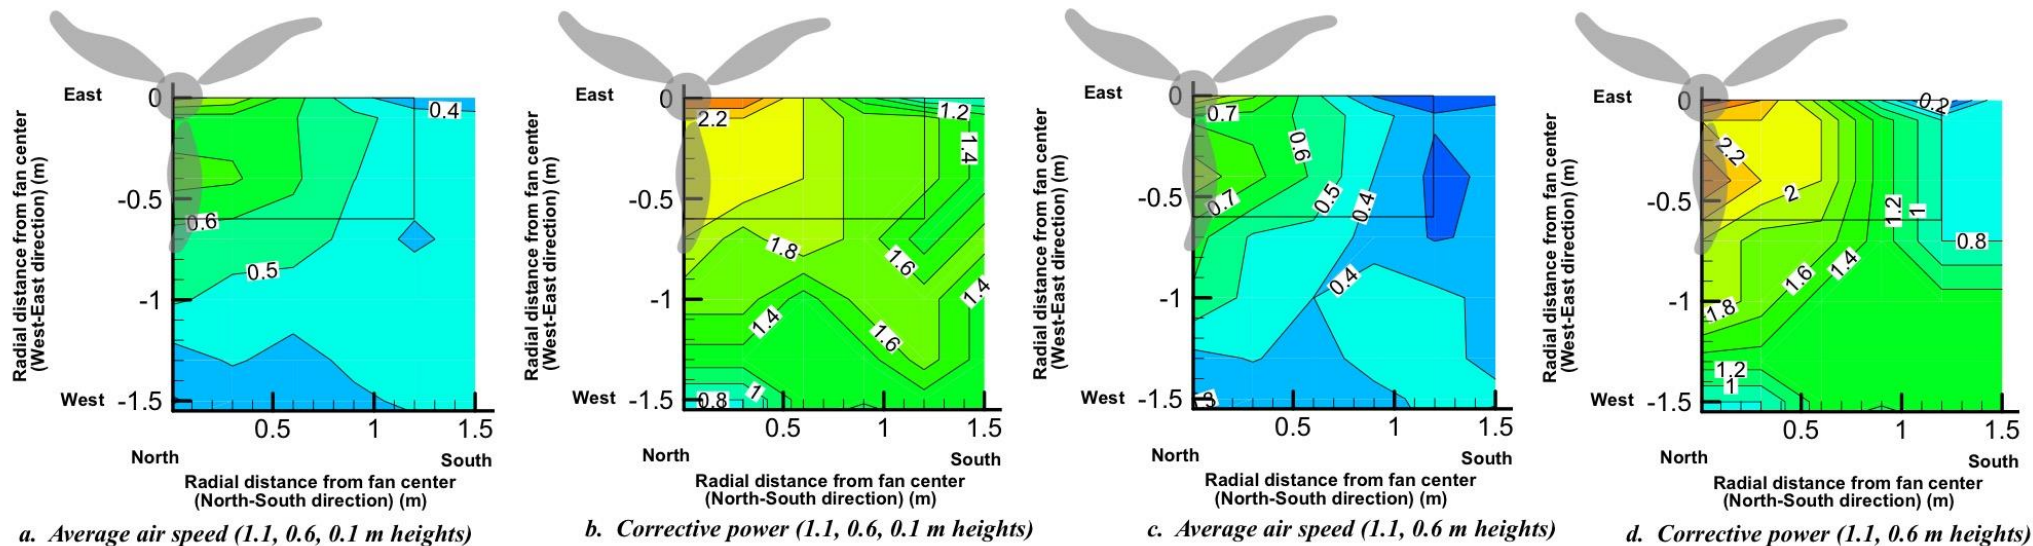 East
0
-0.5
-1
West
-1.5
0.5
1
1.5
North
South
0.4
0.6
0.5
Radial distance from fan center
(West-East direction) (m)
Radial distance from fan center
(North-South direction) (m)
a. Average air speed (1.1, 0.6, 0.1 m heights)
East
0
-0.5
-1
West
-1.5
0.5
1
1.5
North
South
2.2
1.2
1.4
1.8
1.6
1.4
1.4
1.6
1
0.8
Radial distance from fan center
(West-East direction) (m)
Radial distance from fan center
(North-South direction) (m)
b. Corrective power (1.1, 0.6, 0.1 m heights)
East
0
-0.5
-1
West
-1.5
0.5
1
1.5
North
South
0.7
0.6
0.7
0.5
0.4
0.4
Radial distance from fan center
(West-East direction) (m)
Radial distance from fan center
(North-South direction) (m)
c. Average air speed (1.1, 0.6 m heights)
East
0
-0.5
-1
West
-1.5
0.5
1
1.5
North
South
0.2
2.2
2
1.2
1
0.8
1.6
1.4
1.8
1.2
1
Radial distance from fan center
(West-East direction) (m)
Radial distance from fan center
(North-South direction) (m)
d. Corrective power (1.1, 0.6 m heights)